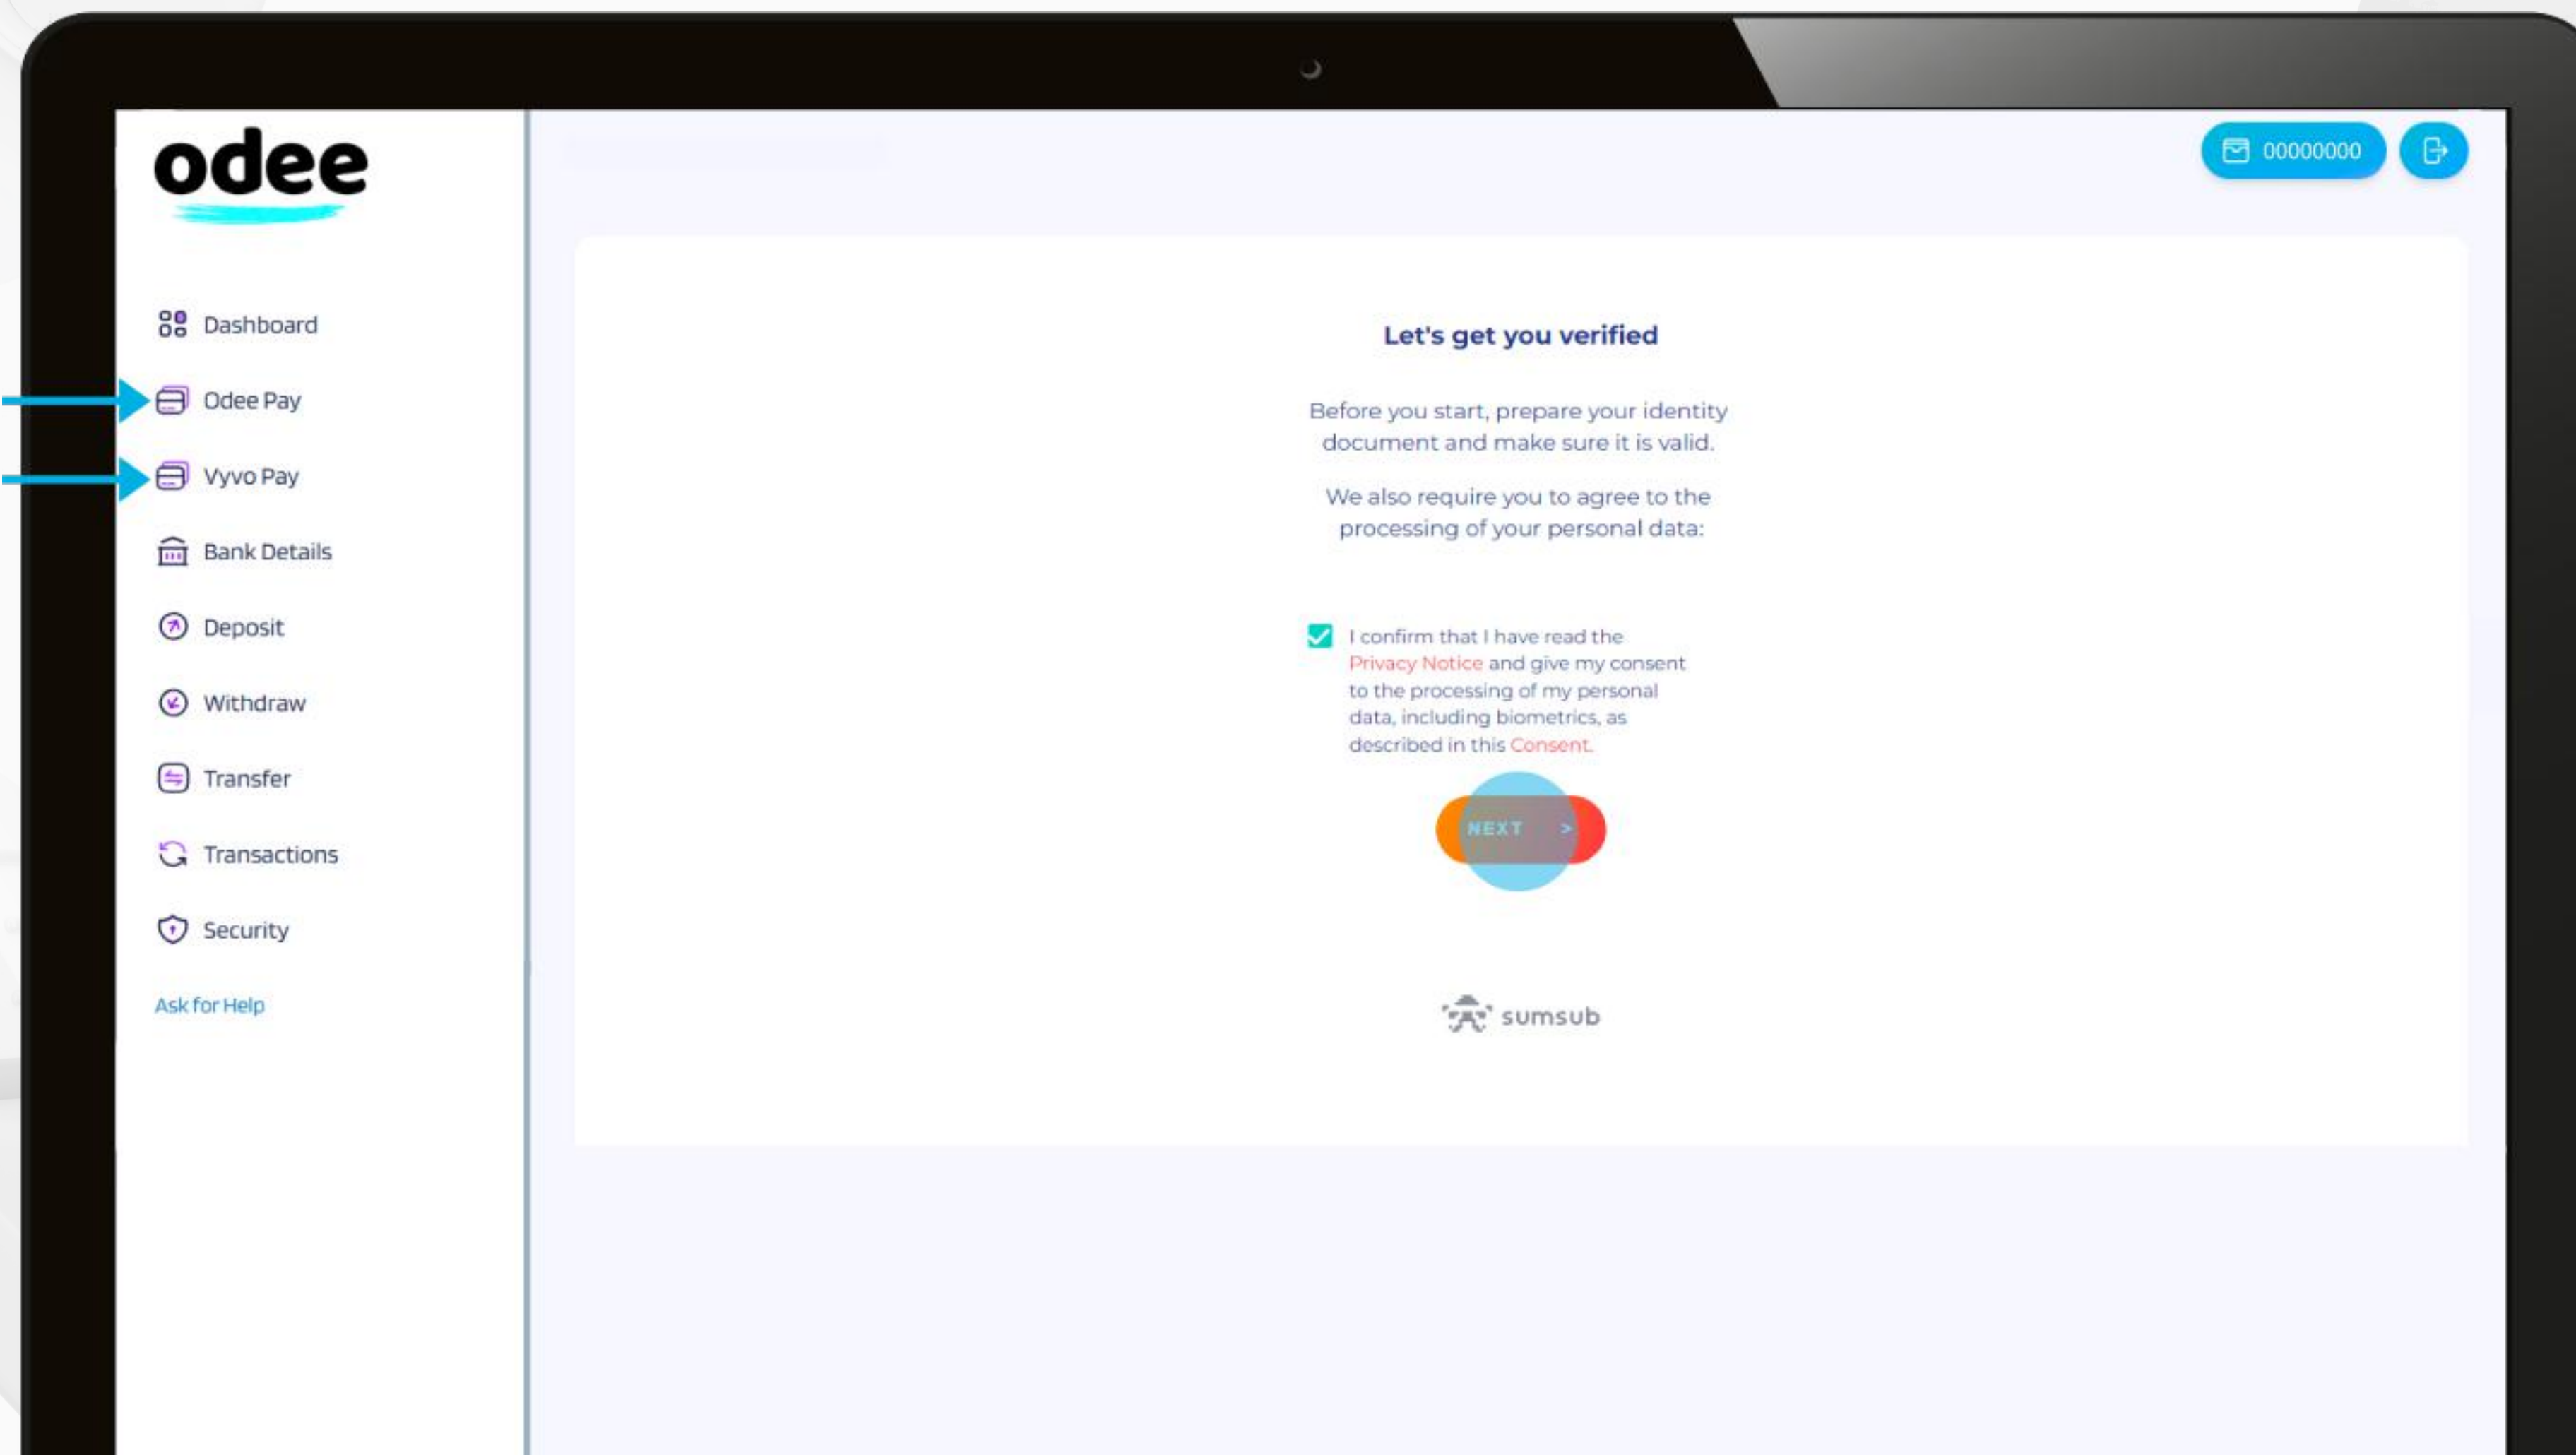 odee
00000000
Dashboard
Odee Pay
Vyvo Pay
Bank Details
Deposit
Withdraw
Transfer
Transactions
Security
Ask for Help
Let's get you verified
Before you start, prepare your identity
document and make sure it is valid.
We also require you to agree to the
processing of your personal data:
I confirm that I have read the
Privacy Notice and give my consent
to the processing of my personal
data, including biometrics, as
described in this Consent.
NEXT >
sumsub